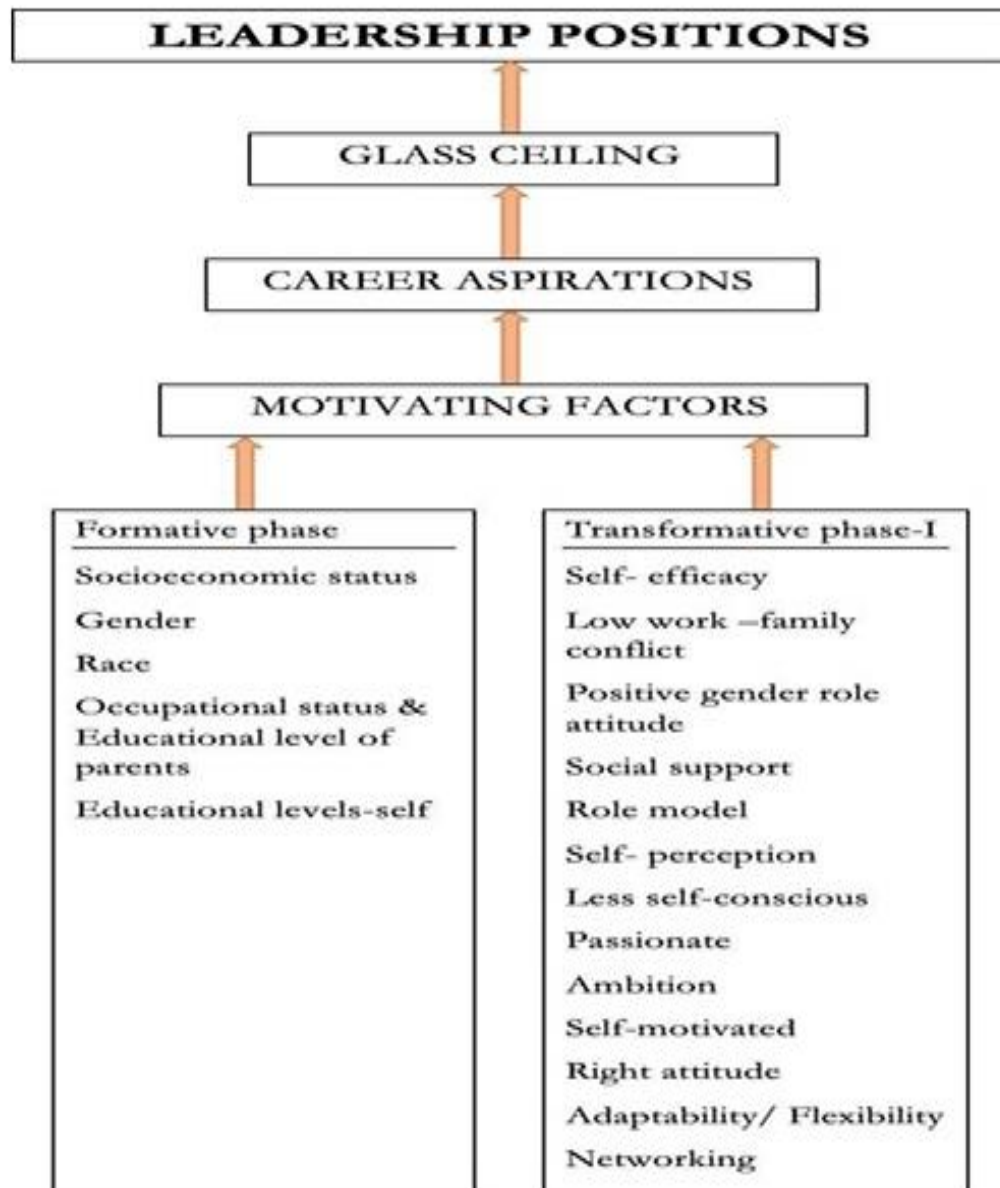 LEADERSHIP POSITIONS
GLASS CEILING
CAREER ASPIRATIONS
MOTIVATING FACTORS
Formative phase
Socioeconomic status
Gender
Race
Occupational status &
Educational level of
parents
Educational levels-self
Transformative phase-I
Self- efficacy
Low work –family
conflict
Positive gender role
attitude
Social support
Role model
Self- perception
Less self-conscious
Passionate
Ambition
Self-motivated
Right attitude
Adaptability/ Flexibility
Networking